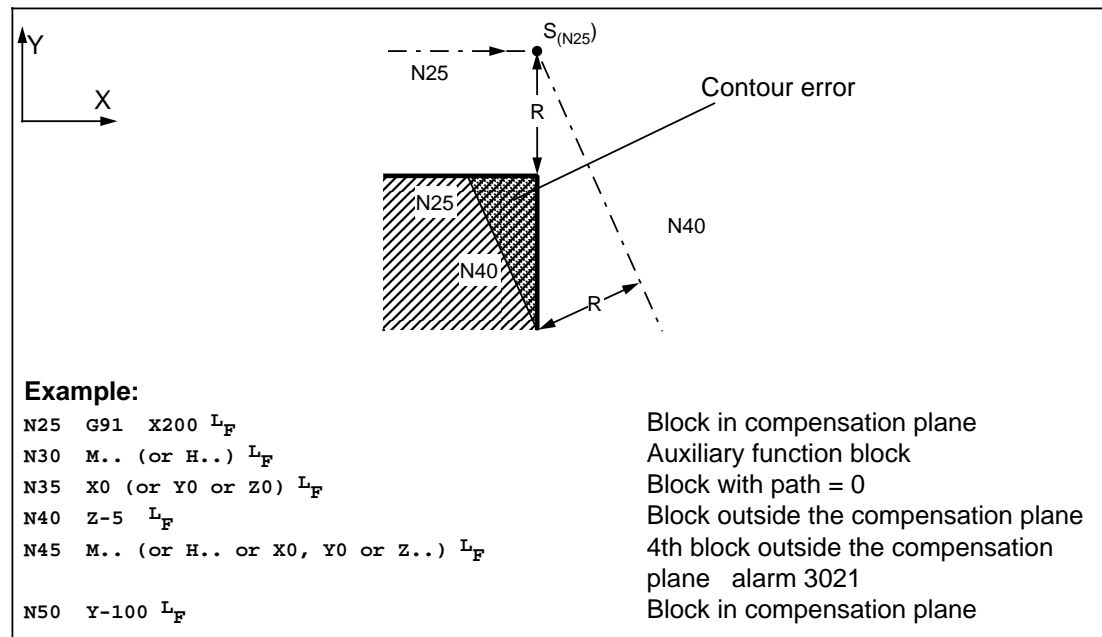 Y
X
S(N25)
N25
R
Contour error
N25
N40
N40
R
Example:
N25 G91 X200 LF Block in compensation plane
N30 M.. (or H..) LF Auxiliary function block
N35 X0 (or Y0 or Z0) LF Block with path = 0
N40 Z-5 LF Block outside the compensation plane
N45 M.. (or H.. or X0, Y0 or Z..) LF 4th block outside the compensation
plane alarm 3021
N50 Y-100 LF Block in compensation plane